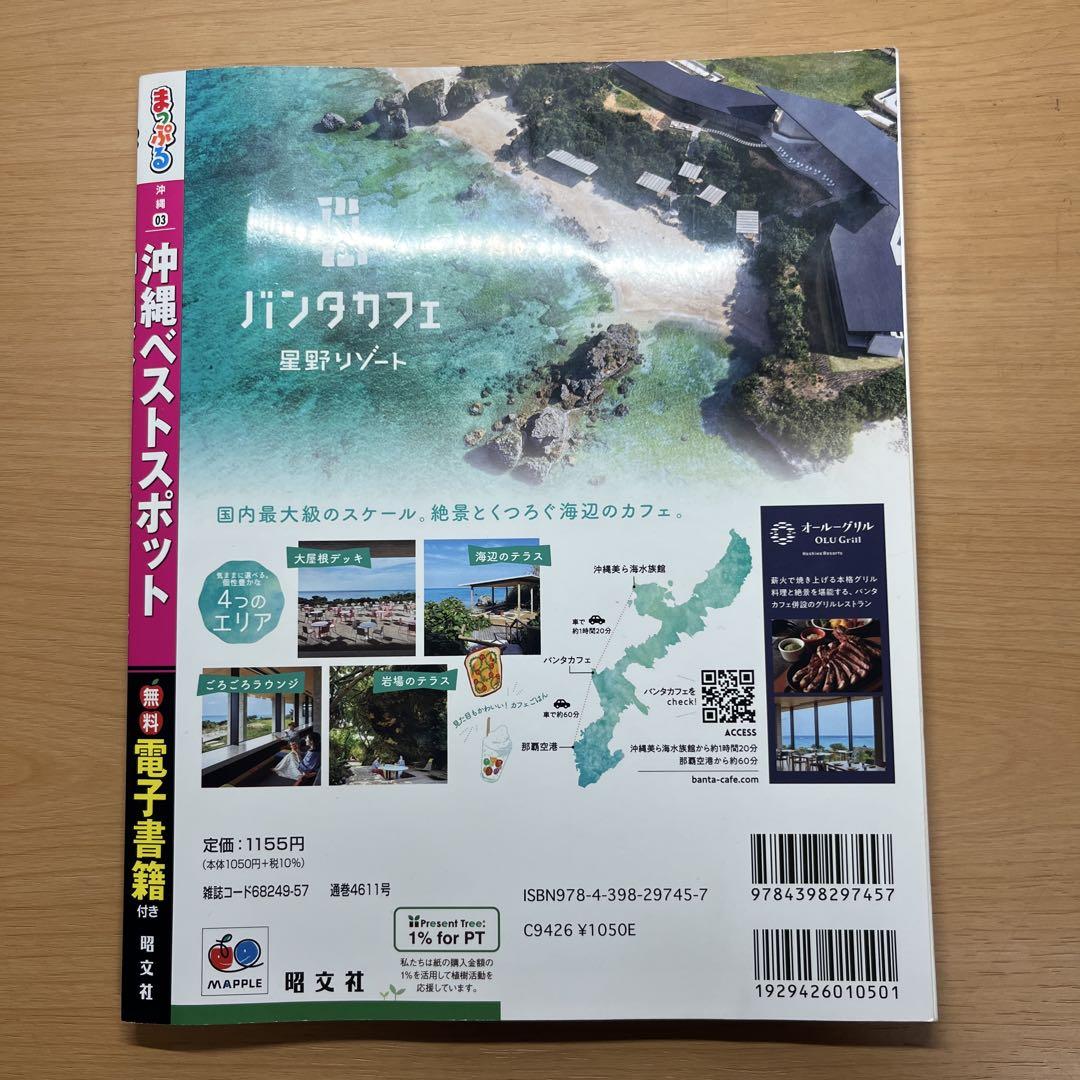 まっぷる
沖縄
03
沖縄ベストスポット
無料
電子書籍
付き
昭文社
バンタカフェ
星野リゾート
国内最大級のスケール。絶景とくつろぐ海辺のカフェ。
気ままに選べる。
個性豊かな
4つの
エリア
大屋根デッキ
海辺のテラス
ごろごろラウンジ
岩場のテラス
見た目もかわいい!カフェごはん
沖縄美ら海水族館
車で
約1時間20分
バンタカフェ
車で約60分
那覇空港
バンタカフェを
check!
ACCESS
沖縄美ら海水族館から約1時間20分
那覇空港から約60分
banta-cafe.com
オールーグリル
OLU Grill
Hoshino Resorts
薪火で焼き上げる本格グリル
料理と絶景を堪能する、バンタ
カフェ併設のグリルレストラン
定価:1155円
(本体1050円+税10%)
雑誌コード68249-57 通巻4611号
Present Tree:
1% for PT
私たちは紙の購入金額の
1%を活用して植樹活動を
応援しています。
MAPPLE
昭文社
ISBN978-4-398-29745-7
C9426 ¥1050E
9784398297457
1929426010501